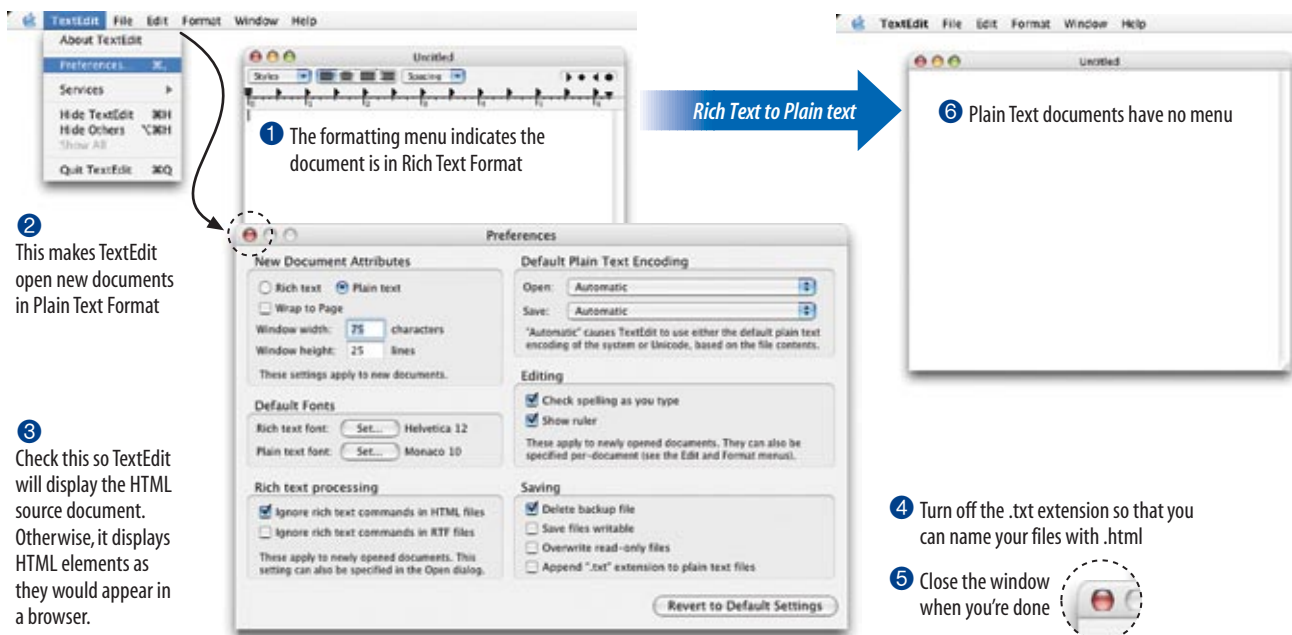 TextEdit File Edit Format Window Help
About TextEdit
Preferences... ⌘,
Services
Hide TextEdit ⌘H
Hide Others ⌥⌘H
Show All
Quit TextEdit ⌘Q
Untitled
Styles Spacing
0 1 2 3 4 5 6
1 The formatting menu indicates the
document is in Rich Text Format
Rich Text to Plain text
TextEdit File Edit Format Window Help
Untitled
6 Plain Text documents have no menu
2
This makes TextEdit
open new documents
in Plain Text Format
3
Check this so TextEdit
will display the HTML
source document.
Otherwise, it displays
HTML elements as
they would appear in
a browser.
Preferences
New Document Attributes
Rich text Plain text
Wrap to Page
Window width: 75 characters
Window height: 25 lines
These settings apply to new documents.
Default Fonts
Rich text font: Set... Helvetica 12
Plain text font: Set... Monaco 10
Rich text processing
Ignore rich text commands in HTML files
Ignore rich text commands in RTF files
These apply to newly opened documents. This
setting can also be specified in the Open dialog.
Default Plain Text Encoding
Open: Automatic
Save: Automatic
"Automatic" causes TextEdit to use either the default plain text
encoding of the system or Unicode, based on the file contents.
Editing
Check spelling as you type
Show ruler
These apply to newly opened documents. They can also be
specified per-document (see the Edit and Format menus).
Saving
Delete backup file
Save files writable
Overwrite read-only files
Append ".txt" extension to plain text files
Revert to Default Settings
4 Turn off the .txt extension so that you
can name your files with .html
5 Close the window
when you're done